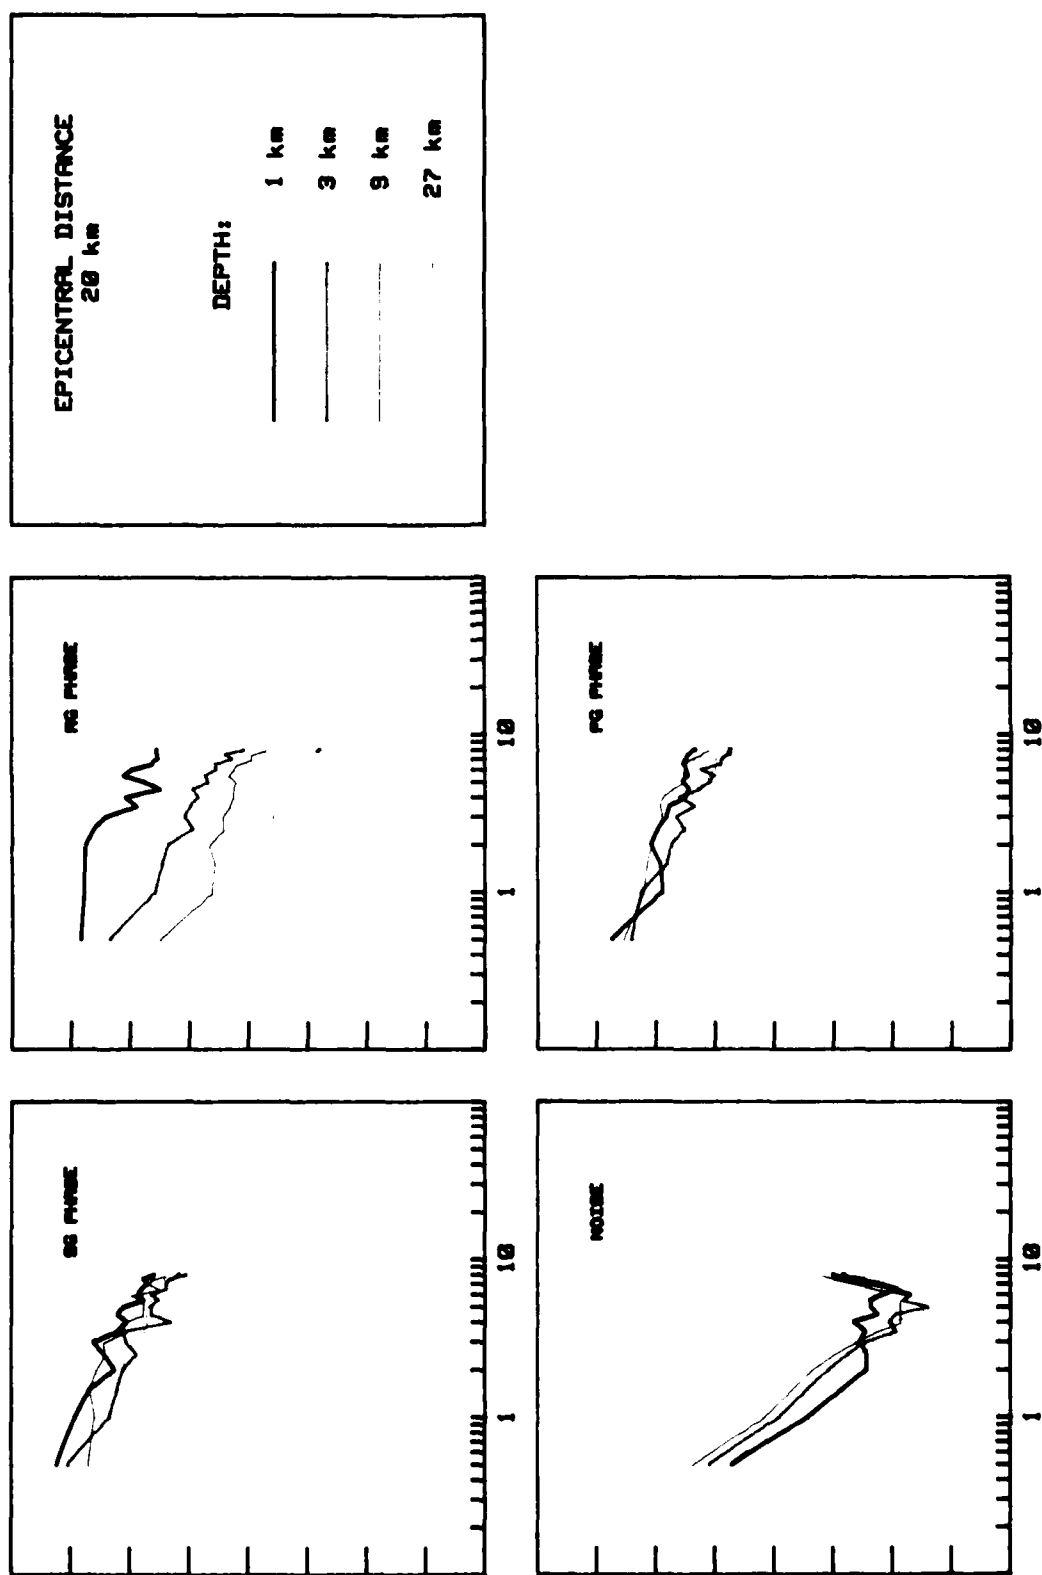 EPICENTRAL DISTANCE
20 km
DEPTH:
1 km
3 km
9 km
27 km
SG PHASE
1
10
RG PHASE
1
10
NOISE
1
10
PG PHASE
1
10